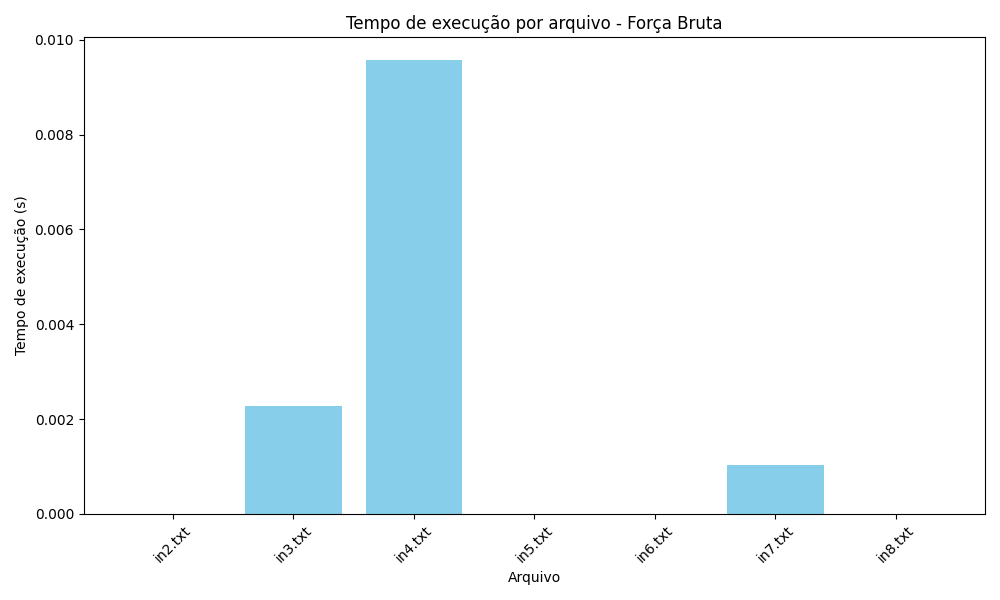 Tempo de execução por arquivo - Força Bruta
0.010
0.008
0.006
0.004
0.002
0.000
Tempo de execução (s)
in2.txt
in3.txt
in4.txt
in5.txt
in6.txt
in7.txt
in8.txt
Arquivo